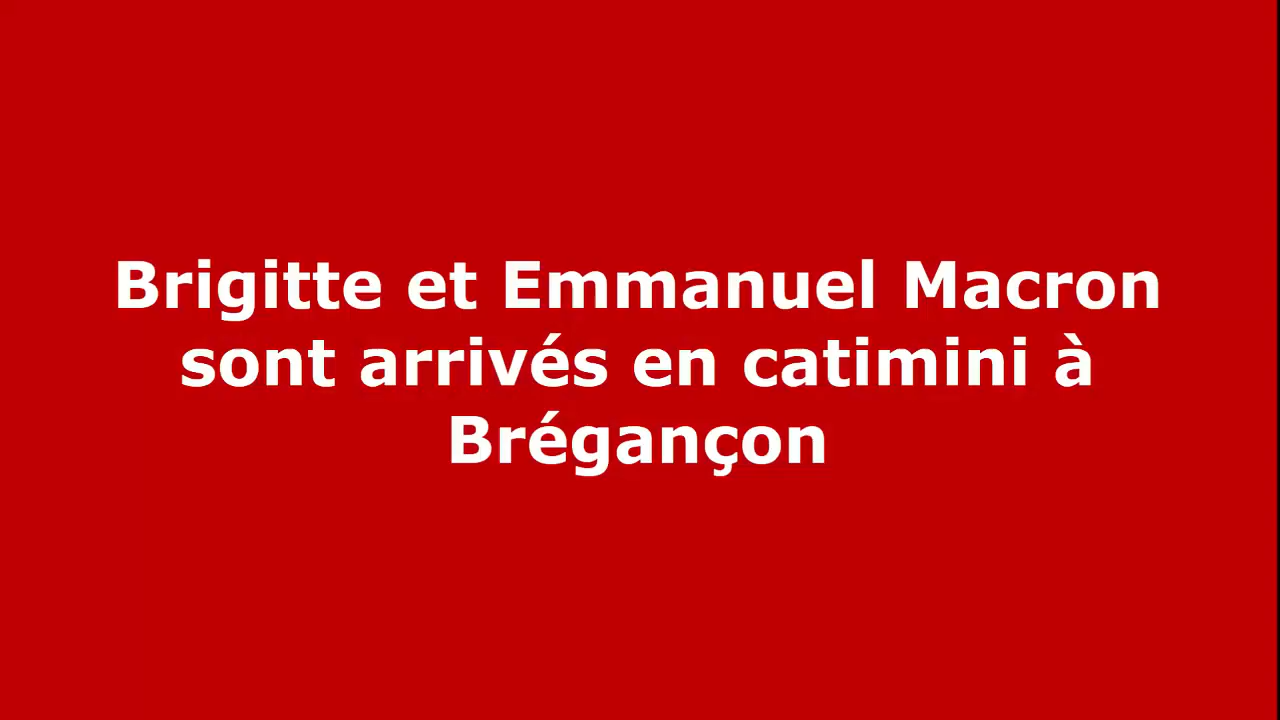 Brigitte et Emmanuel Macron
sont arrivés en catimini à
Brégançon